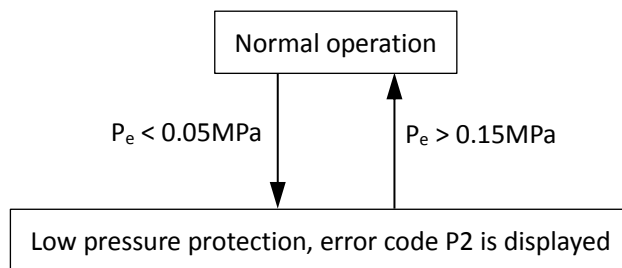 Normal operation
Pₑ < 0.05MPa
Pₑ > 0.15MPa
Low pressure protection, error code P2 is displayed